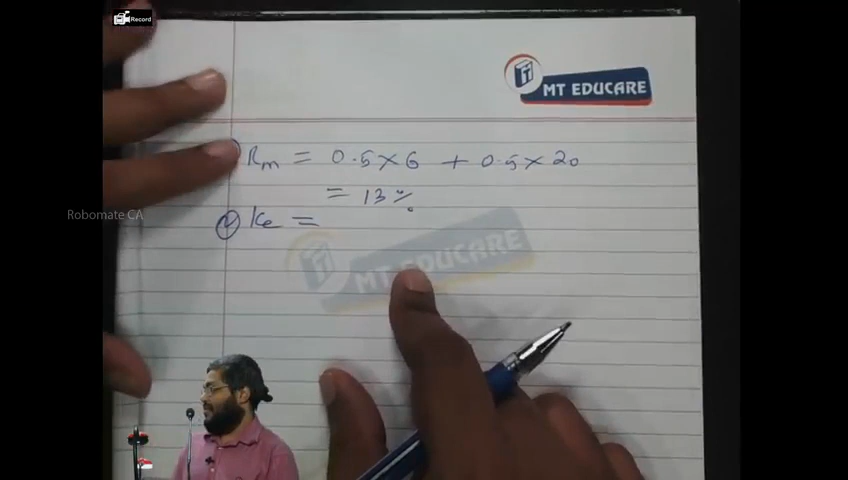 Record
MT EDUCARE
Rm = 0.5×6 + 0.5×20
= 13%
Robomate CA
Ke =
MT EDUCARE